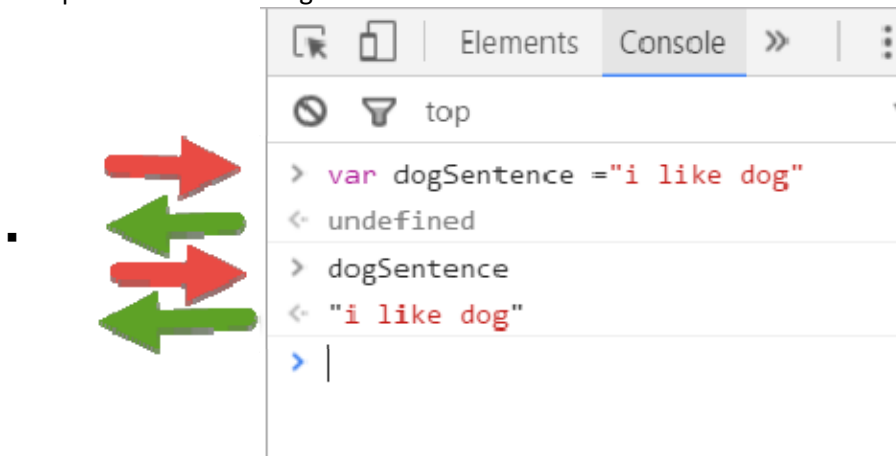 Elements Console »
top
> var dogSentence ="i like dog"
<· undefined
> dogSentence
<· "i like dog"
>